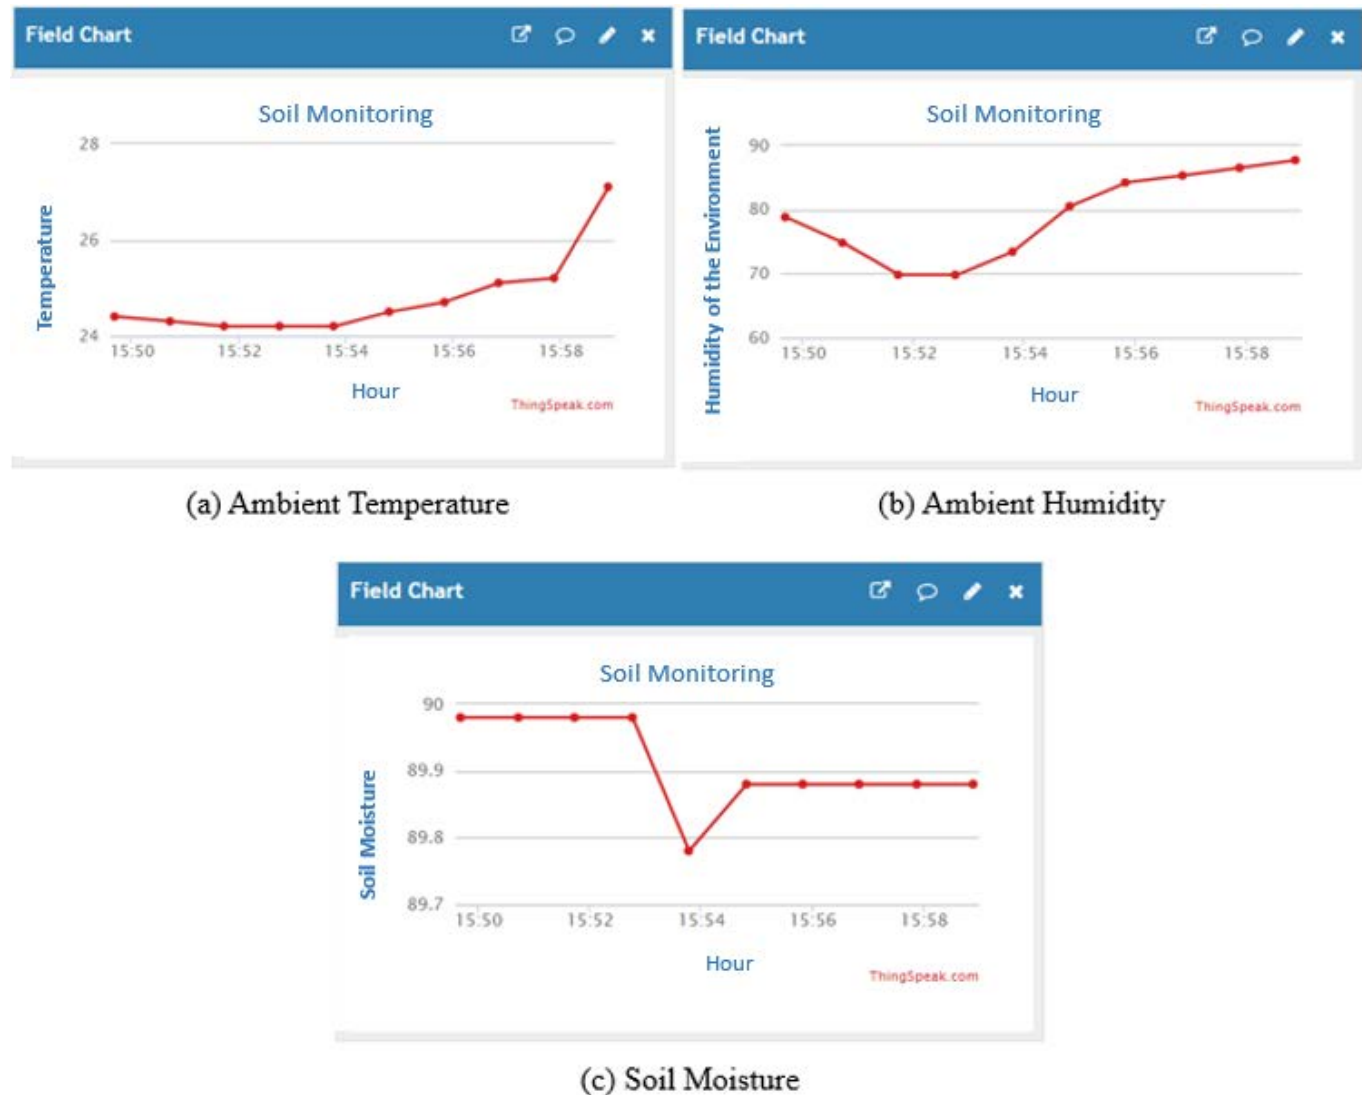 Field Chart
Soil Monitoring
28
26
24
Temperature
15:50 15:52 15:54 15:56 15:58
Hour
ThingSpeak.com
(a) Ambient Temperature
Field Chart
Soil Monitoring
90
80
70
60
Humidity of the Environment
15:50 15:52 15:54 15:56 15:58
Hour
ThingSpeak.com
(b) Ambient Humidity
Field Chart
Soil Monitoring
90
89.9
89.8
89.7
Soil Moisture
15:50 15:52 15:54 15:56 15:58
Hour
ThingSpeak.com
(c) Soil Moisture